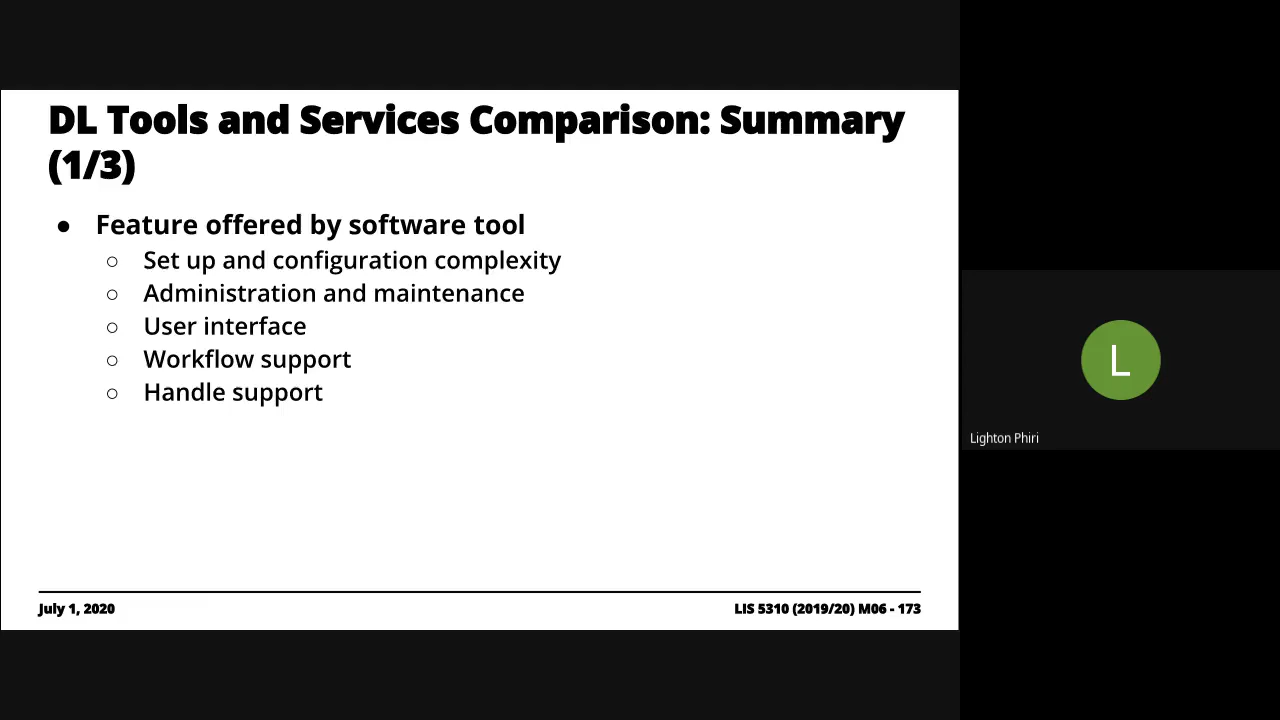 DL Tools and Services Comparison: Summary
(1/3)
● Feature offered by software tool
○ Set up and configuration complexity
○ Administration and maintenance
○ User interface
○ Workflow support
○ Handle support
July 1, 2020
LIS 5310 (2019/20) M06 - 173
L
Lighton Phiri